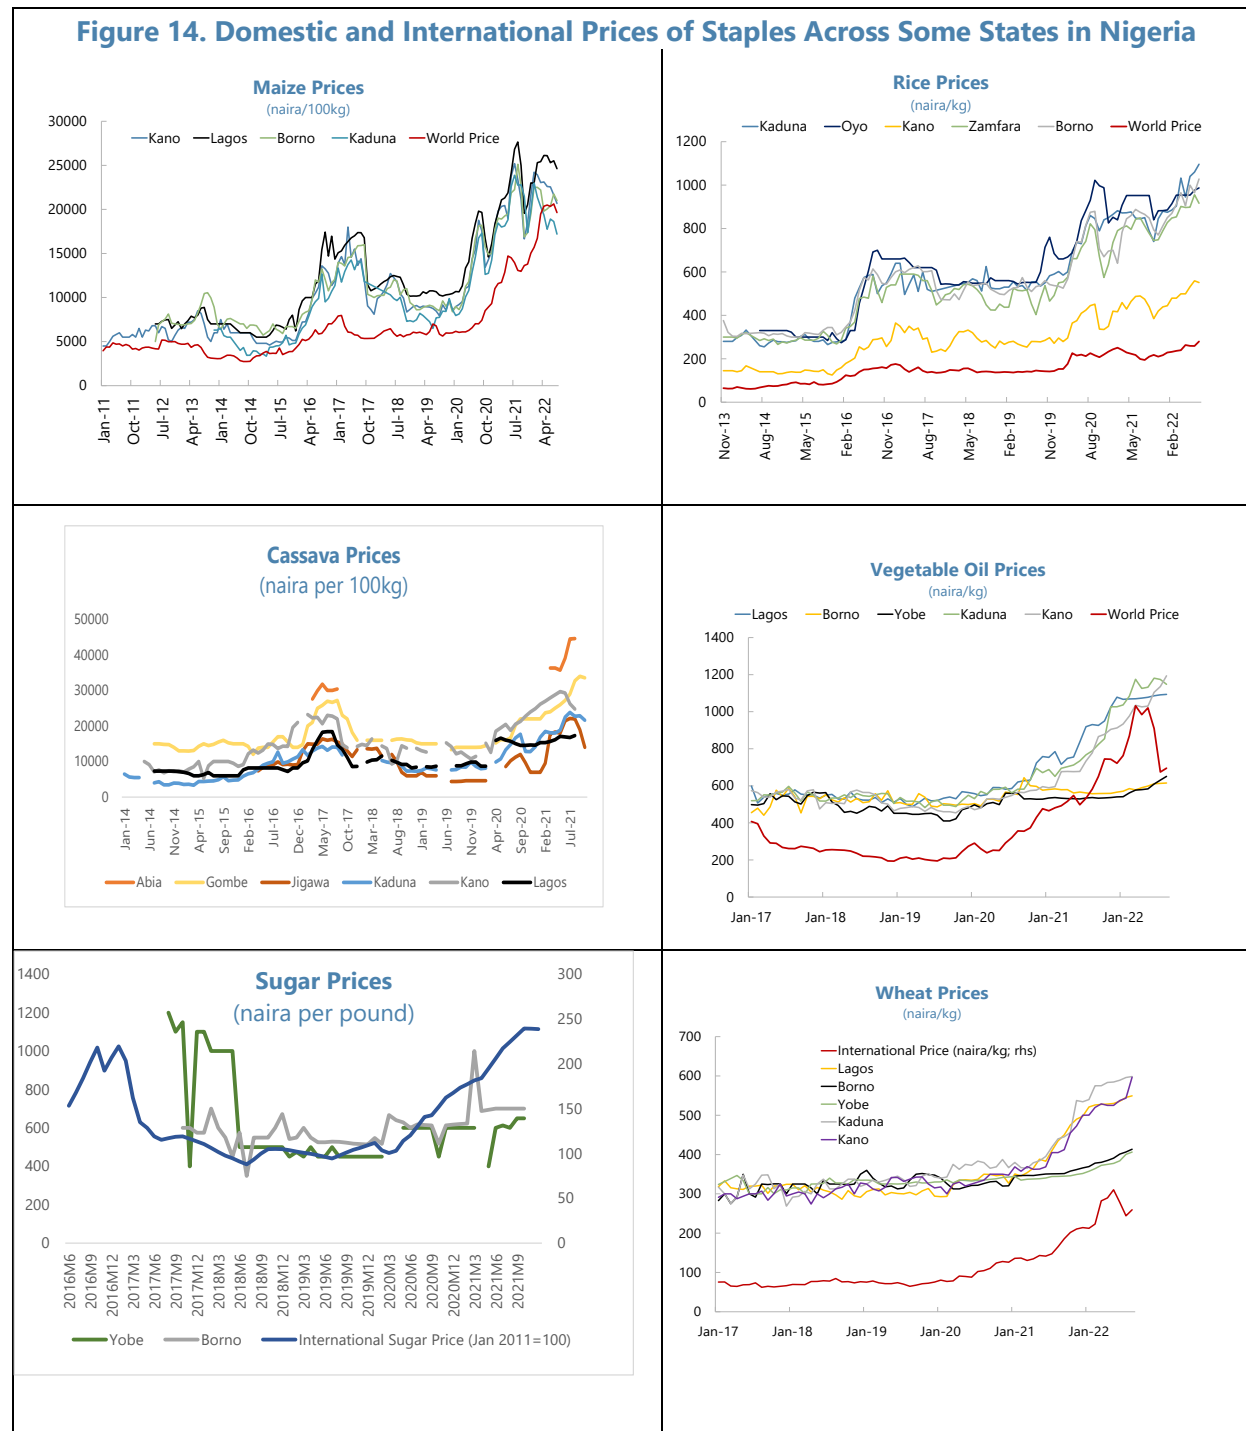 Figure 14. Domestic and International Prices of Staples Across Some States in Nigeria
Maize Prices
(naira/100kg)
Kano Lagos Borno Kaduna World Price
30000
25000
20000
15000
10000
5000
0
Jan-11 Oct-11 Jul-12 Apr-13 Jan-14 Oct-14 Jul-15 Apr-16 Jan-17 Oct-17 Jul-18 Apr-19 Jan-20 Oct-20 Jul-21 Apr-22
Rice Prices
(naira/kg)
Kaduna Oyo Kano Zamfara Borno World Price
1200
1000
800
600
400
200
0
Nov-13 Aug-14 May-15 Feb-16 Nov-16 Aug-17 May-18 Feb-19 Nov-19 Aug-20 May-21 Feb-22
Cassava Prices
(naira per 100kg)
50000
40000
30000
20000
10000
0
Jan-14 Jun-14 Nov-14 Apr-15 Sep-15 Feb-16 Jul-16 Dec-16 May-17 Oct-17 Mar-18 Aug-18 Jan-19 Jun-19 Nov-19 Apr-20 Sep-20 Feb-21 Jul-21
Abia Gombe Jigawa Kaduna Kano Lagos
Vegetable Oil Prices
(naira/kg)
Lagos Borno Yobe Kaduna Kano World Price
1400
1200
1000
800
600
400
200
0
Jan-17 Jan-18 Jan-19 Jan-20 Jan-21 Jan-22
Sugar Prices
(naira per pound)
1400
1200
1000
800
600
400
200
0
300
250
200
150
100
50
0
2016M6 2016M9 2016M12 2017M3 2017M6 2017M9 2017M12 2018M3 2018M6 2018M9 2018M12 2019M3 2019M6 2019M9 2019M12 2020M3 2020M6 2020M9 2020M12 2021M3 2021M6 2021M9
Yobe Borno International Sugar Price (Jan 2011=100)
Wheat Prices
(naira/kg)
International Price (naira/kg; rhs)
Lagos
Borno
Yobe
Kaduna
Kano
700
600
500
400
300
200
100
0
Jan-17 Jan-18 Jan-19 Jan-20 Jan-21 Jan-22